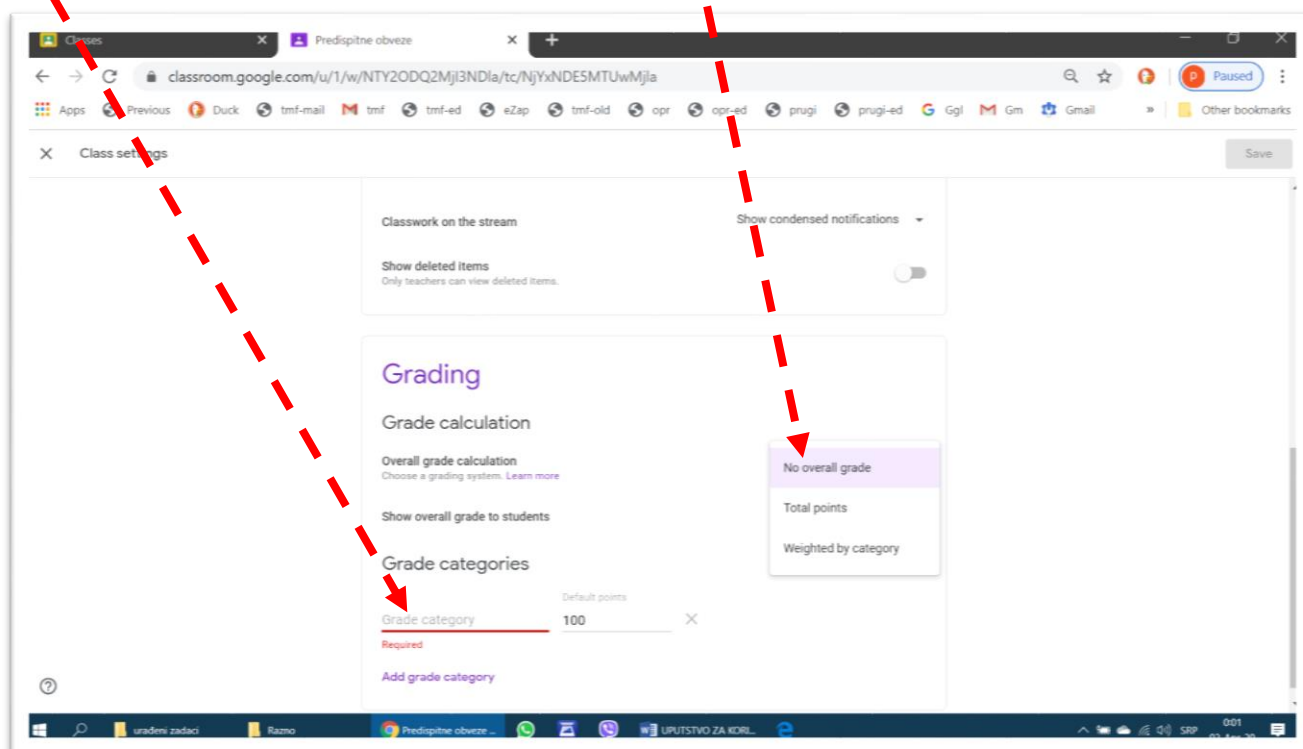 Classes
Predispitne obveze
classroom.google.com/u/1/w/NTY2ODQ2MjI3NDla/tc/NjYxNDE5MTUwMjla
Paused
Apps Previous Duck tmf-mail tmf tmf-ed eZap tmf-old opr opr-ed prugi prugi-ed Ggl Gm Gmail » Other bookmarks
Class settings
Save
Classwork on the stream
Show condensed notifications
Show deleted items
Only teachers can view deleted items.
Grading
Grade calculation
Overall grade calculation
Choose a grading system. Learn more
No overall grade
Show overall grade to students
Total points
Weighted by category
Grade categories
Default points
Grade category
100
Required
Add grade category
urađeni zadaci
Razno
Predispitne obveze ...
UPUTSTVO ZA KORI...
SRP
0:01